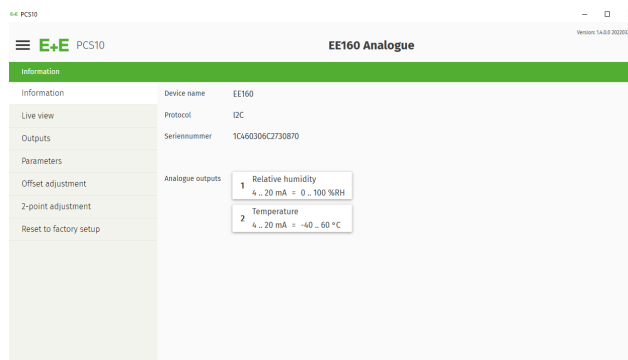 E+E PCS10
E+E PCS10
EE160 Analogue
Information
Information
Live view
Outputs
Parameters
Offset adjustment
2-point adjustment
Reset to factory setup
Device name EE160
Protocol I2C
Seriennummer 1C460306C2730870
Analogue outputs
1 Relative humidity
4 .. 20 mA = 0 .. 100 %RH
2 Temperature
4 .. 20 mA = -40 .. 60 °C